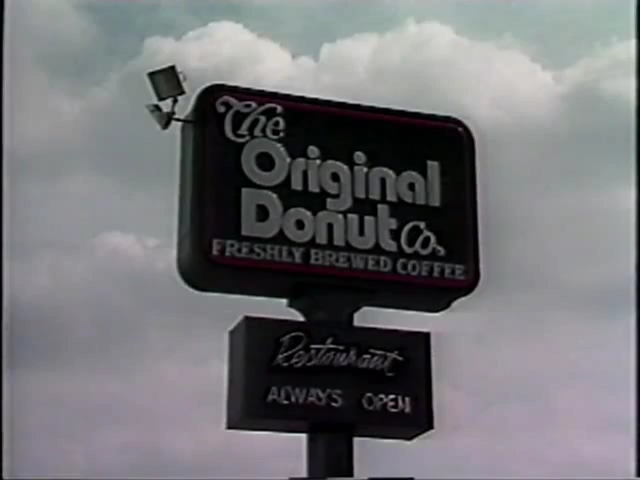 The
Original
Donut Co.
FRESHLY BREWED COFFEE
Restaurant
ALWAYS OPEN